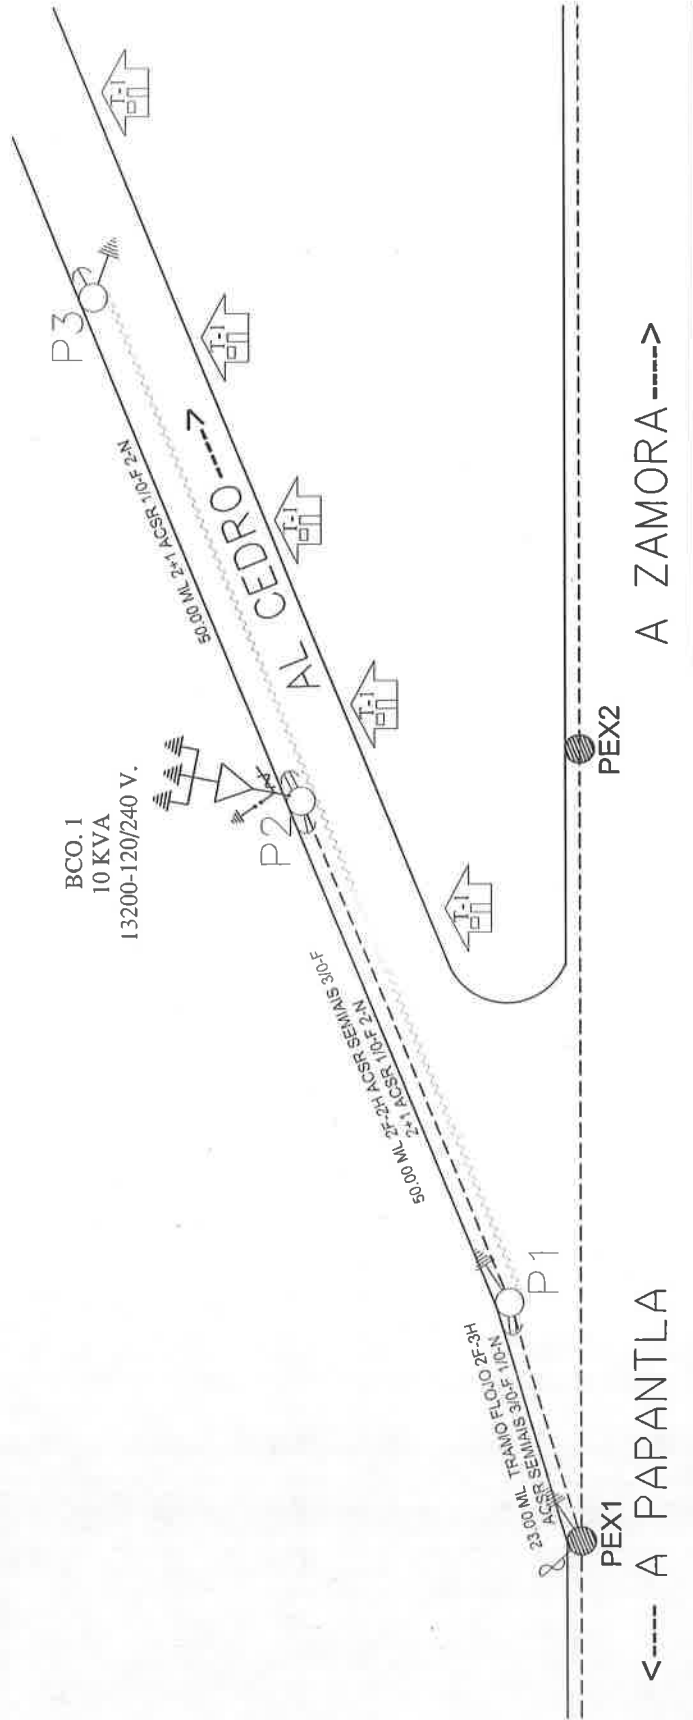 BCO. 1
10 KVA
13200-120/240 V.
P3
50.00 ML 2+1 ACSR 1/0-F 2-N
AL CEDRO ---->
T-1
T-1
T-1
T-1
T-1
P2
50.00 ML 2F-2H ACSR SEMIAIS 3/0-F
2+1 ACSR 1/0-F 2-N
P1
23.00 ML TRAMO FLOJO 2F-3H
ACSR SEMIAIS 3/0-F 1/0-N
PEX1
PEX2
<---- A PAPANTLA
A ZAMORA ---->